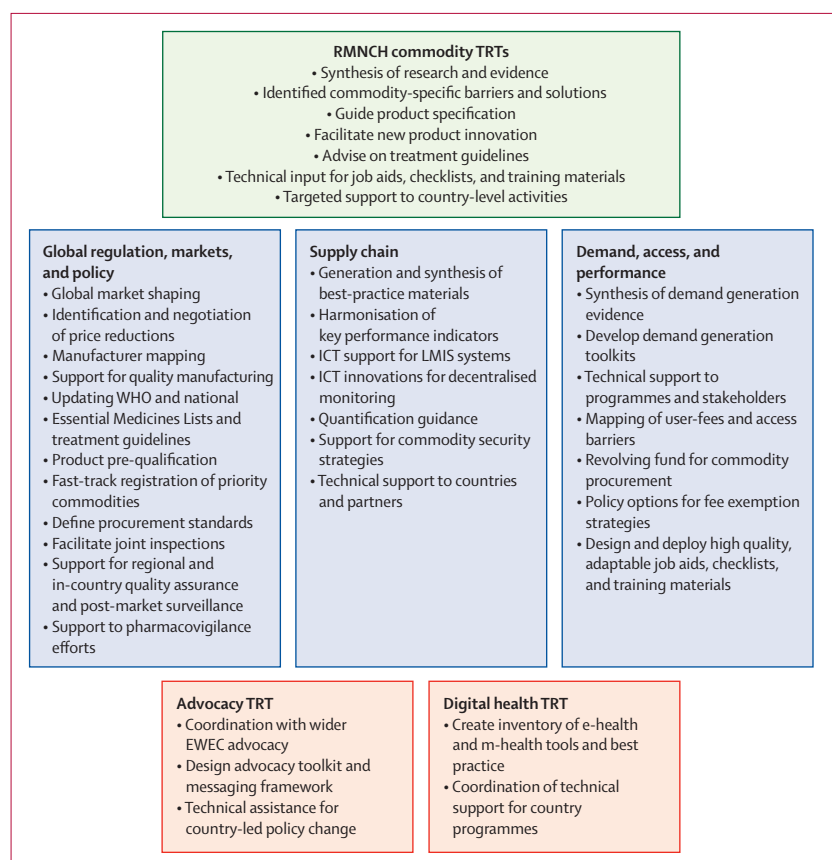 RMNCH commodity TRTs
• Synthesis of research and evidence
• Identified commodity-specific barriers and solutions
• Guide product specification
• Facilitate new product innovation
• Advise on treatment guidelines
• Technical input for job aids, checklists, and training materials
• Targeted support to country-level activities
Global regulation, markets,
and policy
• Global market shaping
• Identification and negotiation
of price reductions
• Manufacturer mapping
• Support for quality manufacturing
• Updating WHO and national
• Essential Medicines Lists and
treatment guidelines
• Product pre-qualification
• Fast-track registration of priority
commodities
• Define procurement standards
• Facilitate joint inspections
• Support for regional and
in-country quality assurance
and post-market surveillance
• Support to pharmacovigilance
efforts
Supply chain
• Generation and synthesis of
best-practice materials
• Harmonisation of
key performance indicators
• ICT support for LMIS systems
• ICT innovations for decentralised
monitoring
• Quantification guidance
• Support for commodity security
strategies
• Technical support to countries
and partners
Demand, access, and
performance
• Synthesis of demand generation
evidence
• Develop demand generation
toolkits
• Technical support to
programmes and stakeholders
• Mapping of user-fees and access
barriers
• Revolving fund for commodity
procurement
• Policy options for fee exemption
strategies
• Design and deploy high quality,
adaptable job aids, checklists,
and training materials
Advocacy TRT
• Coordination with wider
EWEC advocacy
• Design advocacy toolkit and
messaging framework
• Technical assistance for
country-led policy change
Digital health TRT
• Create inventory of e-health
and m-health tools and best
practice
• Coordination of technical
support for country
programmes